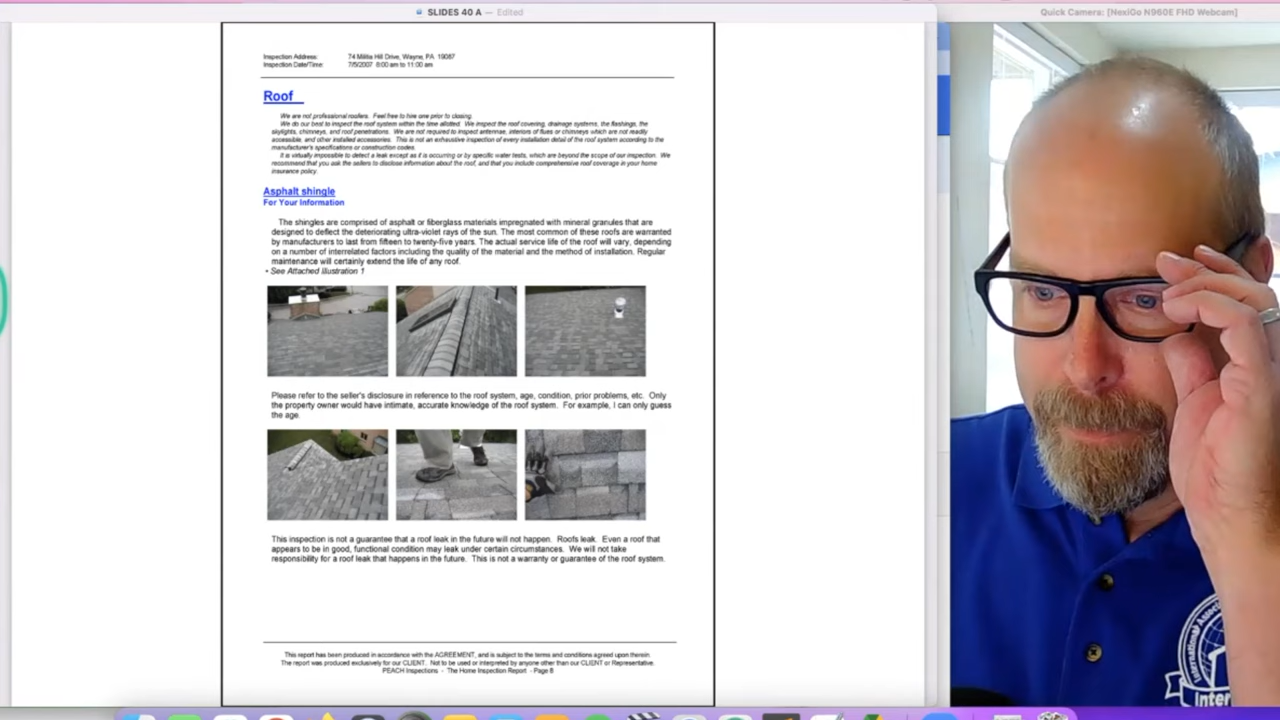 SLIDES 40 A — Edited
Quick Camera: [NexiGo N960E FHD Webcam]
Inspection Address: 74 Militia Hill Drive, Wayne, PA 19087
Inspection Date/Time: 7/5/2007 8:00 am to 11:00 am
Roof
We are not professional roofers. Feel free to hire one prior to closing.
We do our best to inspect the roof system within the time allotted. We inspect the roof covering, drainage systems, the flashings, the
skylights, chimneys, and roof penetrations. We are not required to inspect antennae, interiors of flues or chimneys which are not readily
accessible, and other installed accessories. This is not an exhaustive inspection of every installation detail of the roof system according to the
manufacturer's specifications or construction codes.
It is virtually impossible to detect a leak except as it is occurring or by specific water tests, which are beyond the scope of our inspection. We
recommend that you ask the sellers to disclose information about the roof, and that you include comprehensive roof coverage in your home
insurance policy.
Asphalt shingle
For Your Information
The shingles are comprised of asphalt or fiberglass materials impregnated with mineral granules that are
designed to deflect the deteriorating ultra-violet rays of the sun. The most common of these roofs are warranted
by manufacturers to last from fifteen to twenty-five years. The actual service life of the roof will vary, depending
on a number of interrelated factors including the quality of the material and the method of installation. Regular
maintenance will certainly extend the life of any roof.
• See Attached Illustration 1
Please refer to the seller's disclosure in reference to the roof system, age, condition, prior problems, etc. Only
the property owner would have intimate, accurate knowledge of the roof system. For example, I can only guess
the age.
This inspection is not a guarantee that a roof leak in the future will not happen. Roofs leak. Even a roof that
appears to be in good, functional condition may leak under certain circumstances. We will not take
responsibility for a roof leak that happens in the future. This is not a warranty or guarantee of the roof system.
This report has been produced in accordance with the AGREEMENT, and is subject to the terms and conditions agreed upon therein.
The report was produced exclusively for our CLIENT. Not to be used or interpreted by anyone other than our CLIENT or Representative.
PEACH Inspections - The Home Inspection Report - Page 8
International
Inter